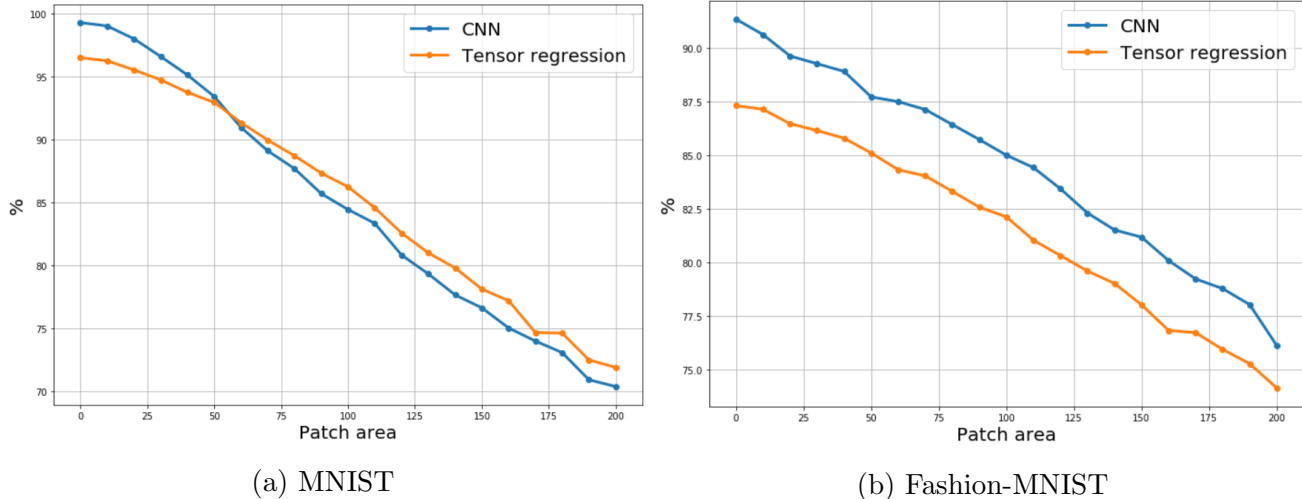 100
95
90
85
80
75
70
%
0 25 50 75 100 125 150 175 200
Patch area
CNN
Tensor regression
(a) MNIST
90.0
87.5
85.0
82.5
80.0
77.5
75.0
%
0 25 50 75 100 125 150 175 200
Patch area
CNN
Tensor regression
(b) Fashion-MNIST